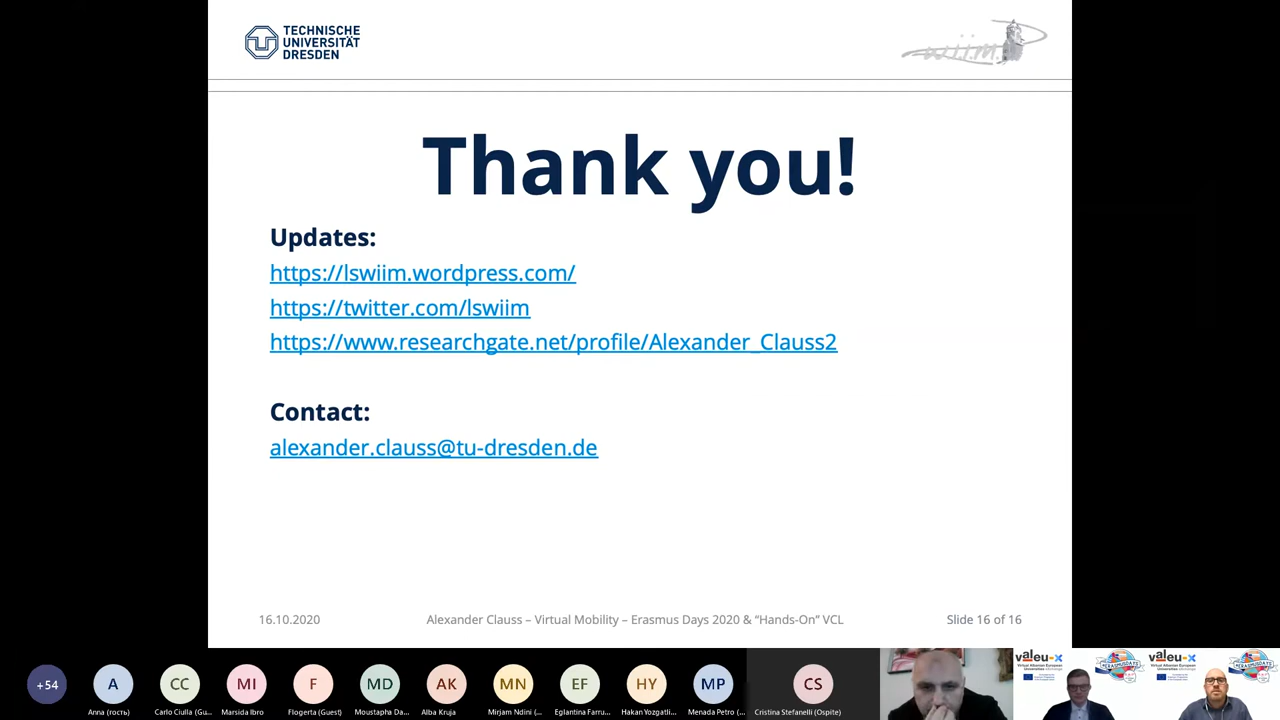 TECHNISCHE
UNIVERSITÄT
DRESDEN
w.i.i.m.
Thank you!
Updates:
https://lswiim.wordpress.com/
https://twitter.com/lswiim
https://www.researchgate.net/profile/Alexander_Clauss2
Contact:
alexander.clauss@tu-dresden.de
16.10.2020 Alexander Clauss – Virtual Mobility – Erasmus Days 2020 & “Hands-On” VCL Slide 16 of 16
+54 A CC MI F MD AK MN EF HY MP CS
Anna (гость) Carlo Ciulla (Gu... Marsida Ibro Flogerta (Guest) Moustapha Da... Alba Kruja Mirjam Ndini (... Eglantina Farru... Hakan Yozgatli... Menada Petro (... Cristina Stefanelli (Ospite)
valeu-x #ERASMUSDAYS valeu-x #ERASMUSDAYS